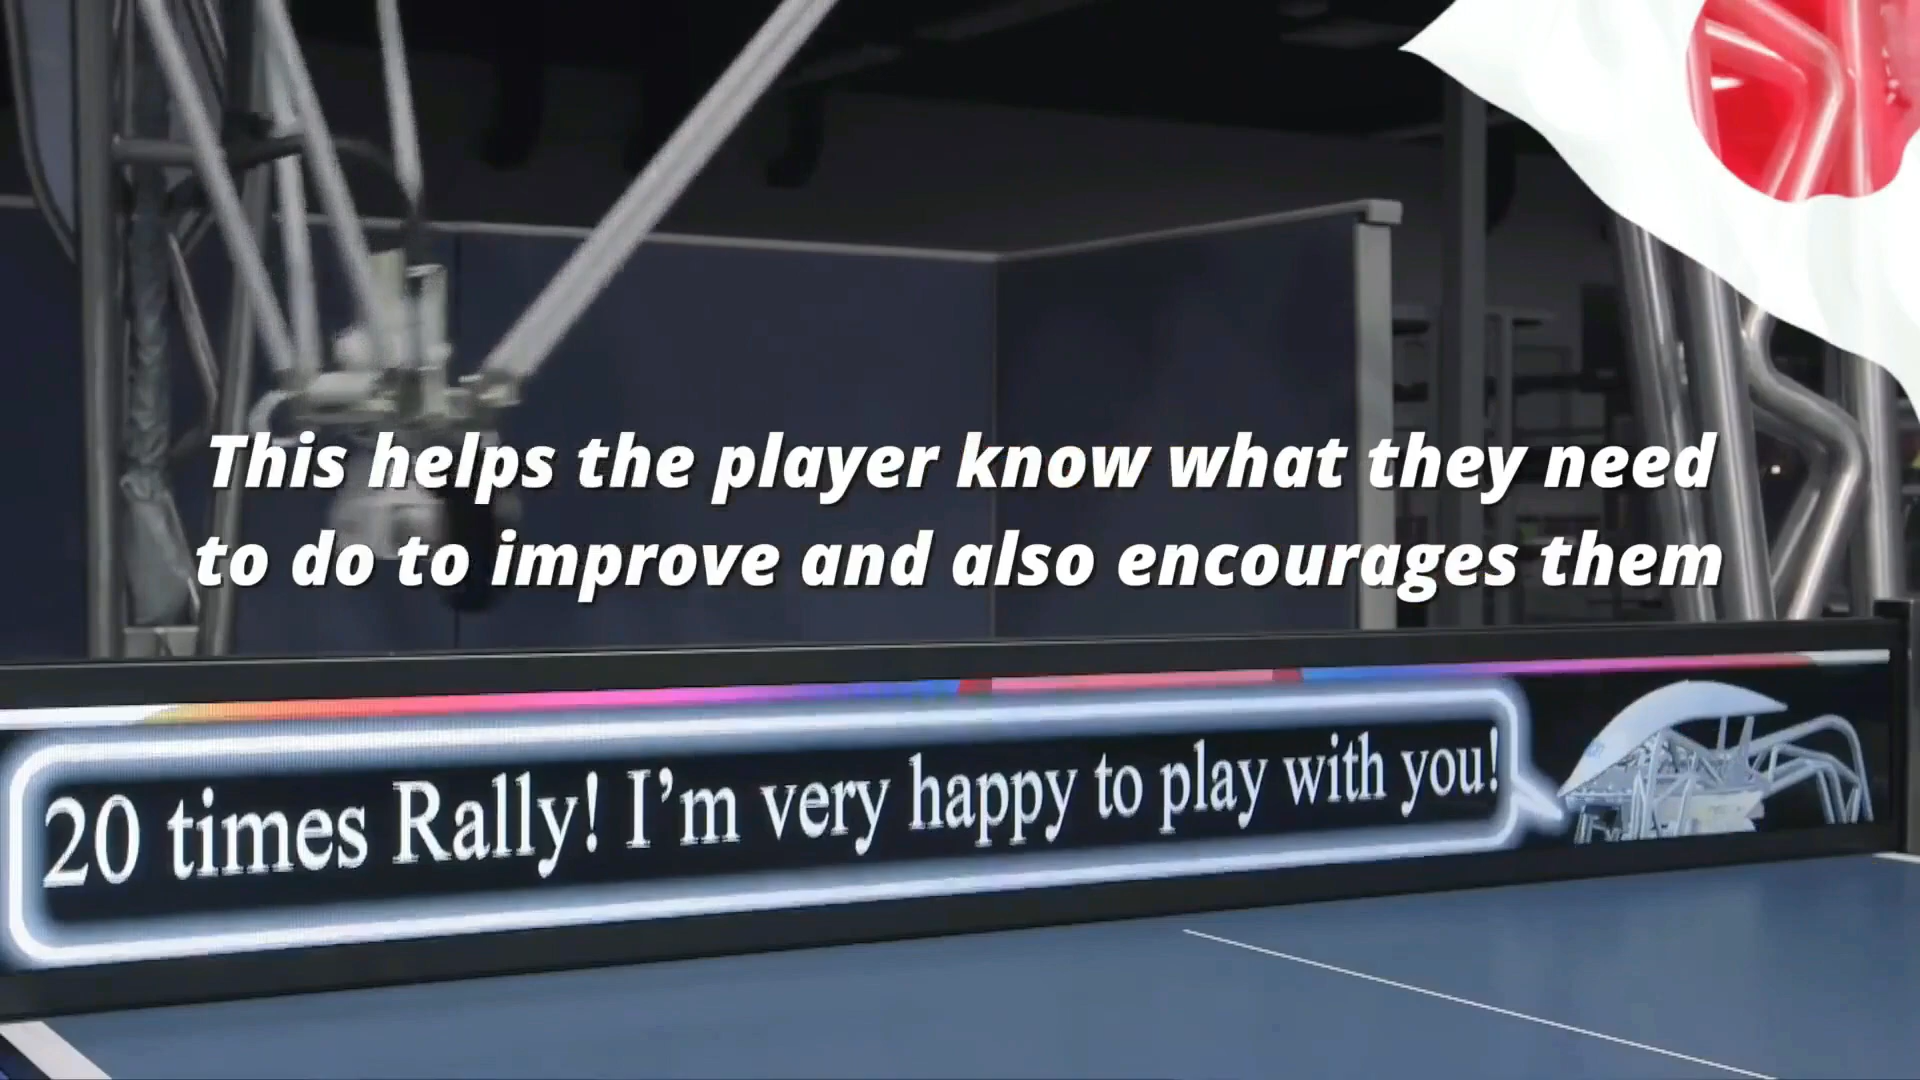 This helps the player know what they need
to do to improve and also encourages them
20 times Rally! I'm very happy to play with you!